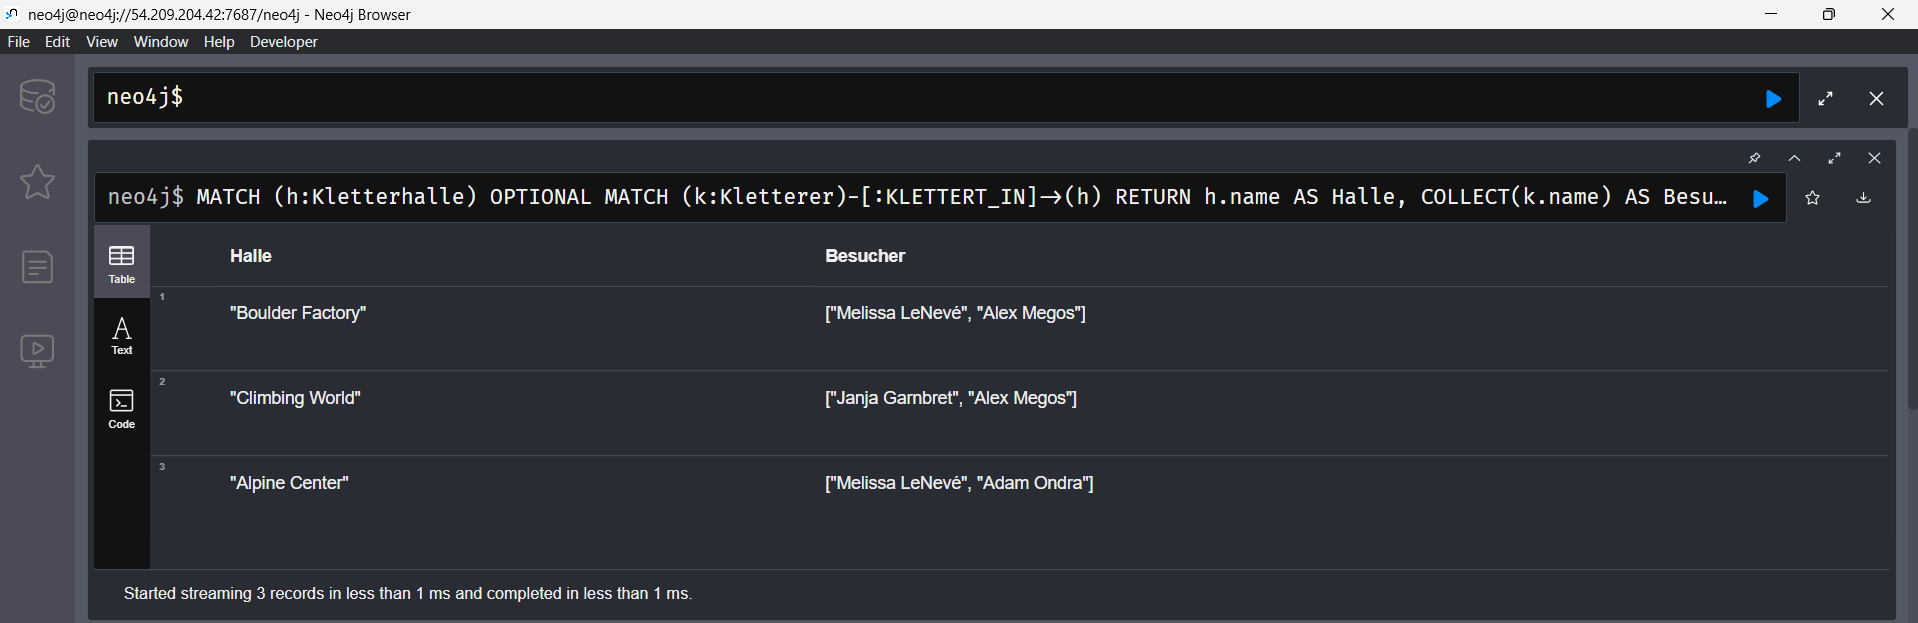 neo4j@neo4j://54.209.204.42:7687/neo4j - Neo4j Browser
File Edit View Window Help Developer
neo4j$
neo4j$ MATCH (h:Kletterhalle) OPTIONAL MATCH (k:Kletterer)-[:KLETTERT_IN]→(h) RETURN h.name AS Halle, COLLECT(k.name) AS Besu…
Table
Text
Code
Halle Besucher
1 "Boulder Factory" ["Melissa LeNevé", "Alex Megos"]
2 "Climbing World" ["Janja Garnbret", "Alex Megos"]
3 "Alpine Center" ["Melissa LeNevé", "Adam Ondra"]
Started streaming 3 records in less than 1 ms and completed in less than 1 ms.